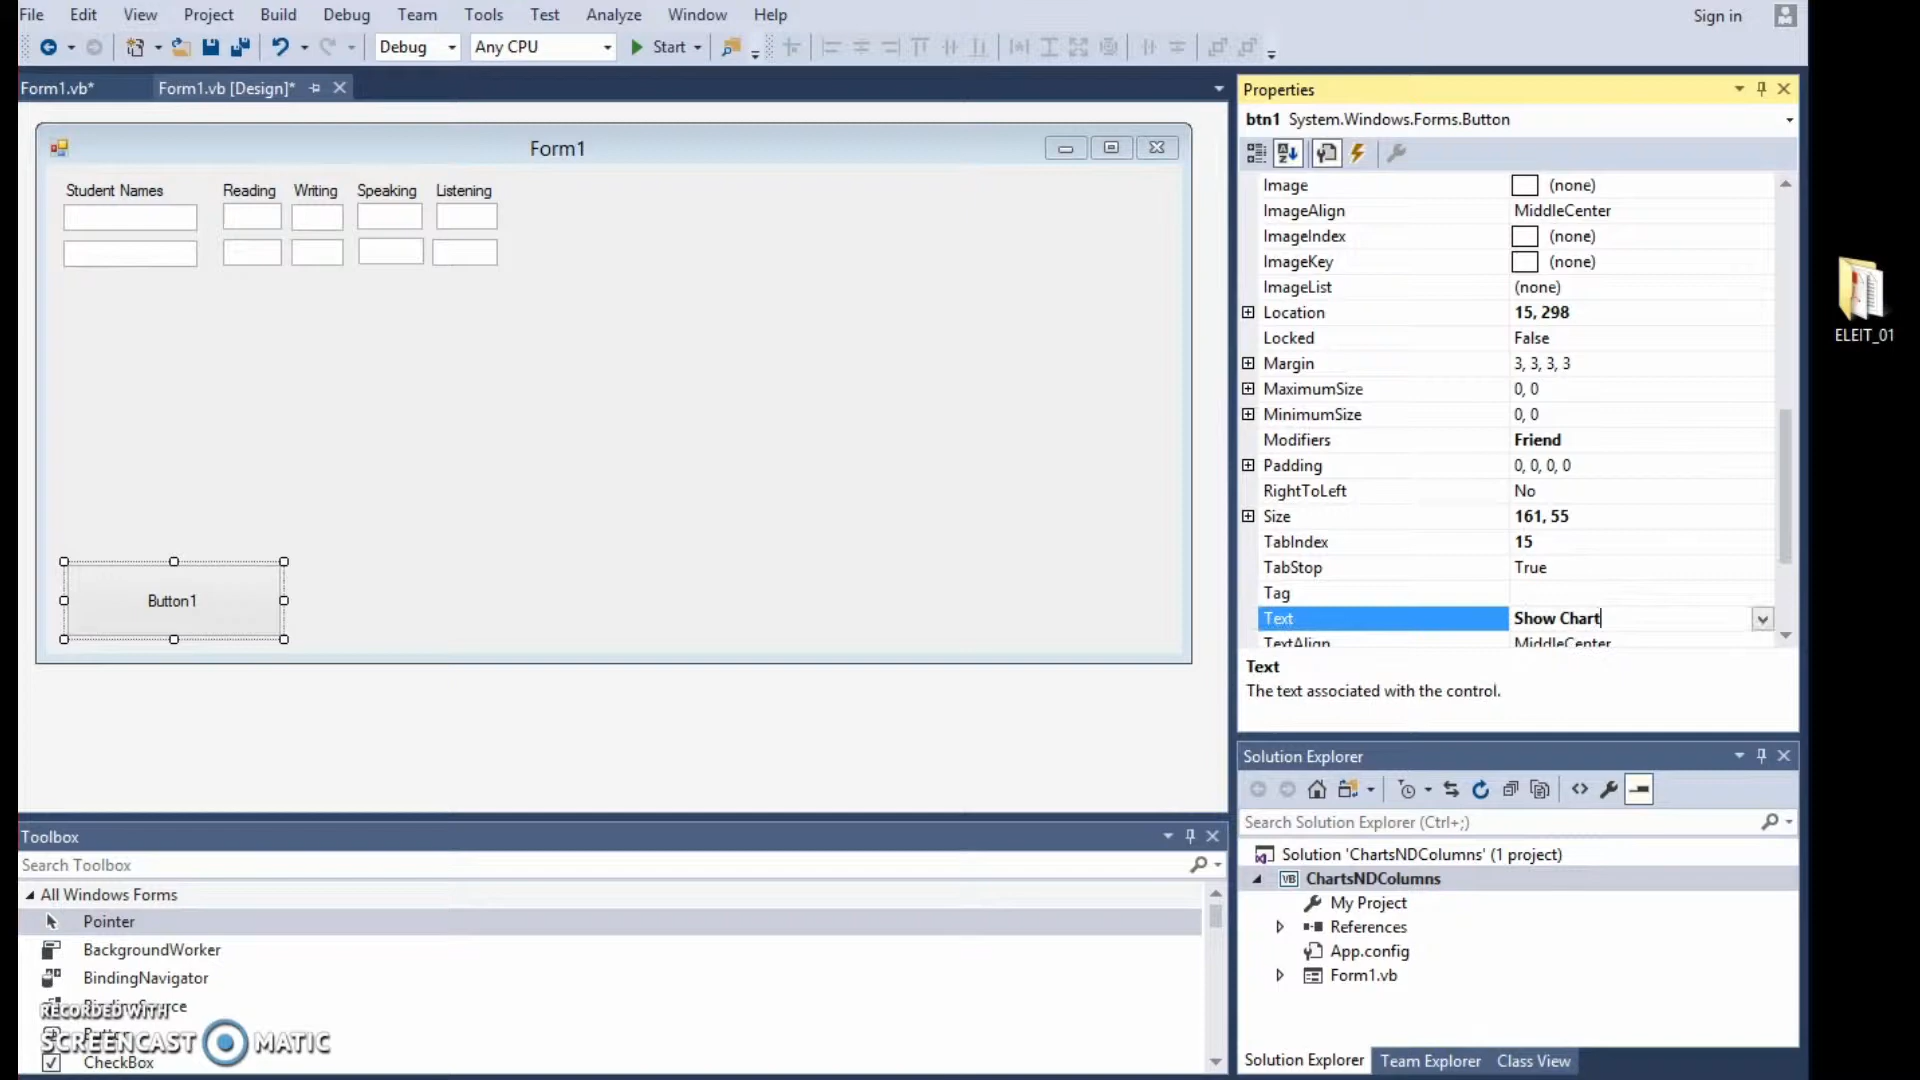 File Edit View Project Build Debug Team Tools Test Analyze Window Help Sign in
Debug Any CPU Start
Form1.vb* Form1.vb [Design]*
Form1
Student Names Reading Writing Speaking Listening
Button1
Properties
btn1 System.Windows.Forms.Button
Image (none)
ImageAlign MiddleCenter
ImageIndex (none)
ImageKey (none)
ImageList (none)
Location 15, 298
Locked False
Margin 3, 3, 3, 3
MaximumSize 0, 0
MinimumSize 0, 0
Modifiers Friend
Padding 0, 0, 0, 0
RightToLeft No
Size 161, 55
TabIndex 15
TabStop True
Tag
Text Show Chart
TextAlign MiddleCenter
Text
The text associated with the control.
ELEIT_01
Solution Explorer
Search Solution Explorer (Ctrl+;)
Solution 'ChartsNDColumns' (1 project)
VB ChartsNDColumns
My Project
References
App.config
Form1.vb
Solution Explorer Team Explorer Class View
Toolbox
Search Toolbox
All Windows Forms
Pointer
BackgroundWorker
BindingNavigator
BindingSource
Button
CheckBox
RECORDED WITH
SCREENCAST MATIC